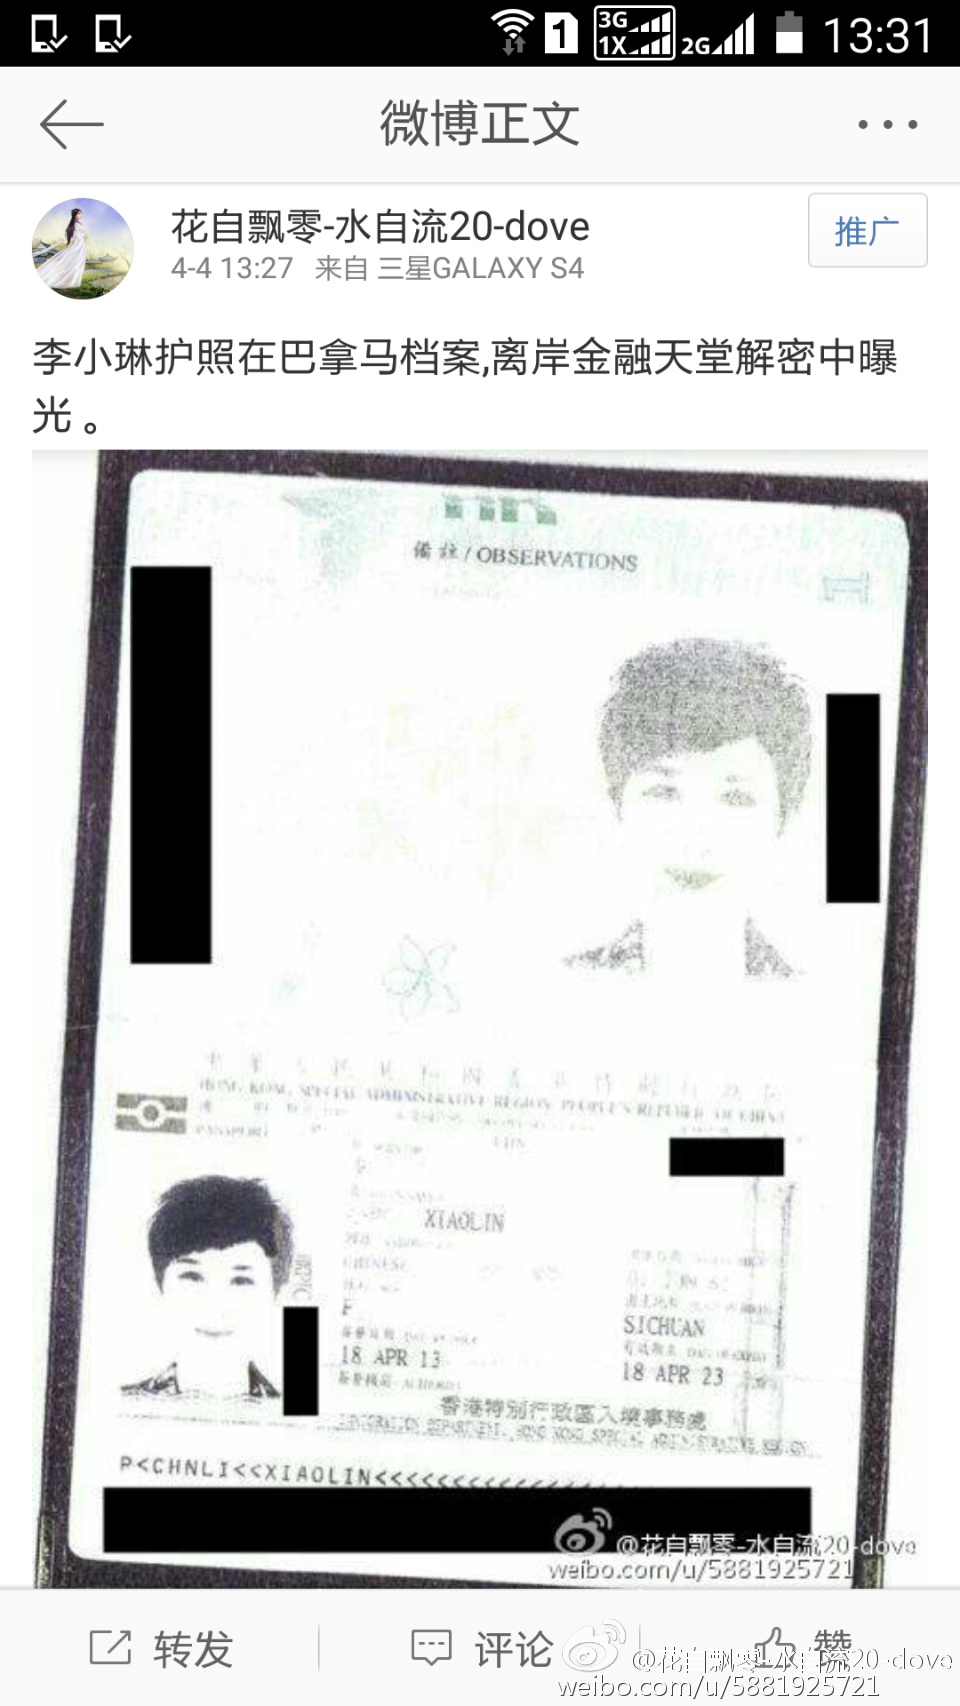 1
3G
1X
2G
13:31
微博正文
花自飘零-水自流20-dove
推广
4-4 13:27 来自 三星GALAXY S4
李小琳护照在巴拿马档案,离岸金融天堂解密中曝
光 。
備註 / OBSERVATIONS
HONG KONG SPECIAL ADMINISTRATIVE REGION PEOPLE'S REPUBLIC OF CHINA
PASSPORT
CHN
XIAOLIN
CHINESE
F
SICHUAN
18 APR 13
18 APR 23
香港特別行政區入境事務處
IMMIGRATION DEPARTMENT, HONG KONG SPECIAL ADMINISTRATIVE REGION
P<CHNLI<<XIAOLIN<<<<<<<<<<<<<<<
@花自飘零-水自流20-dove
weibo.com/u/5881925721
转发
评论
赞
@花自飘零-水自流20-dove
weibo.com/u/5881925721